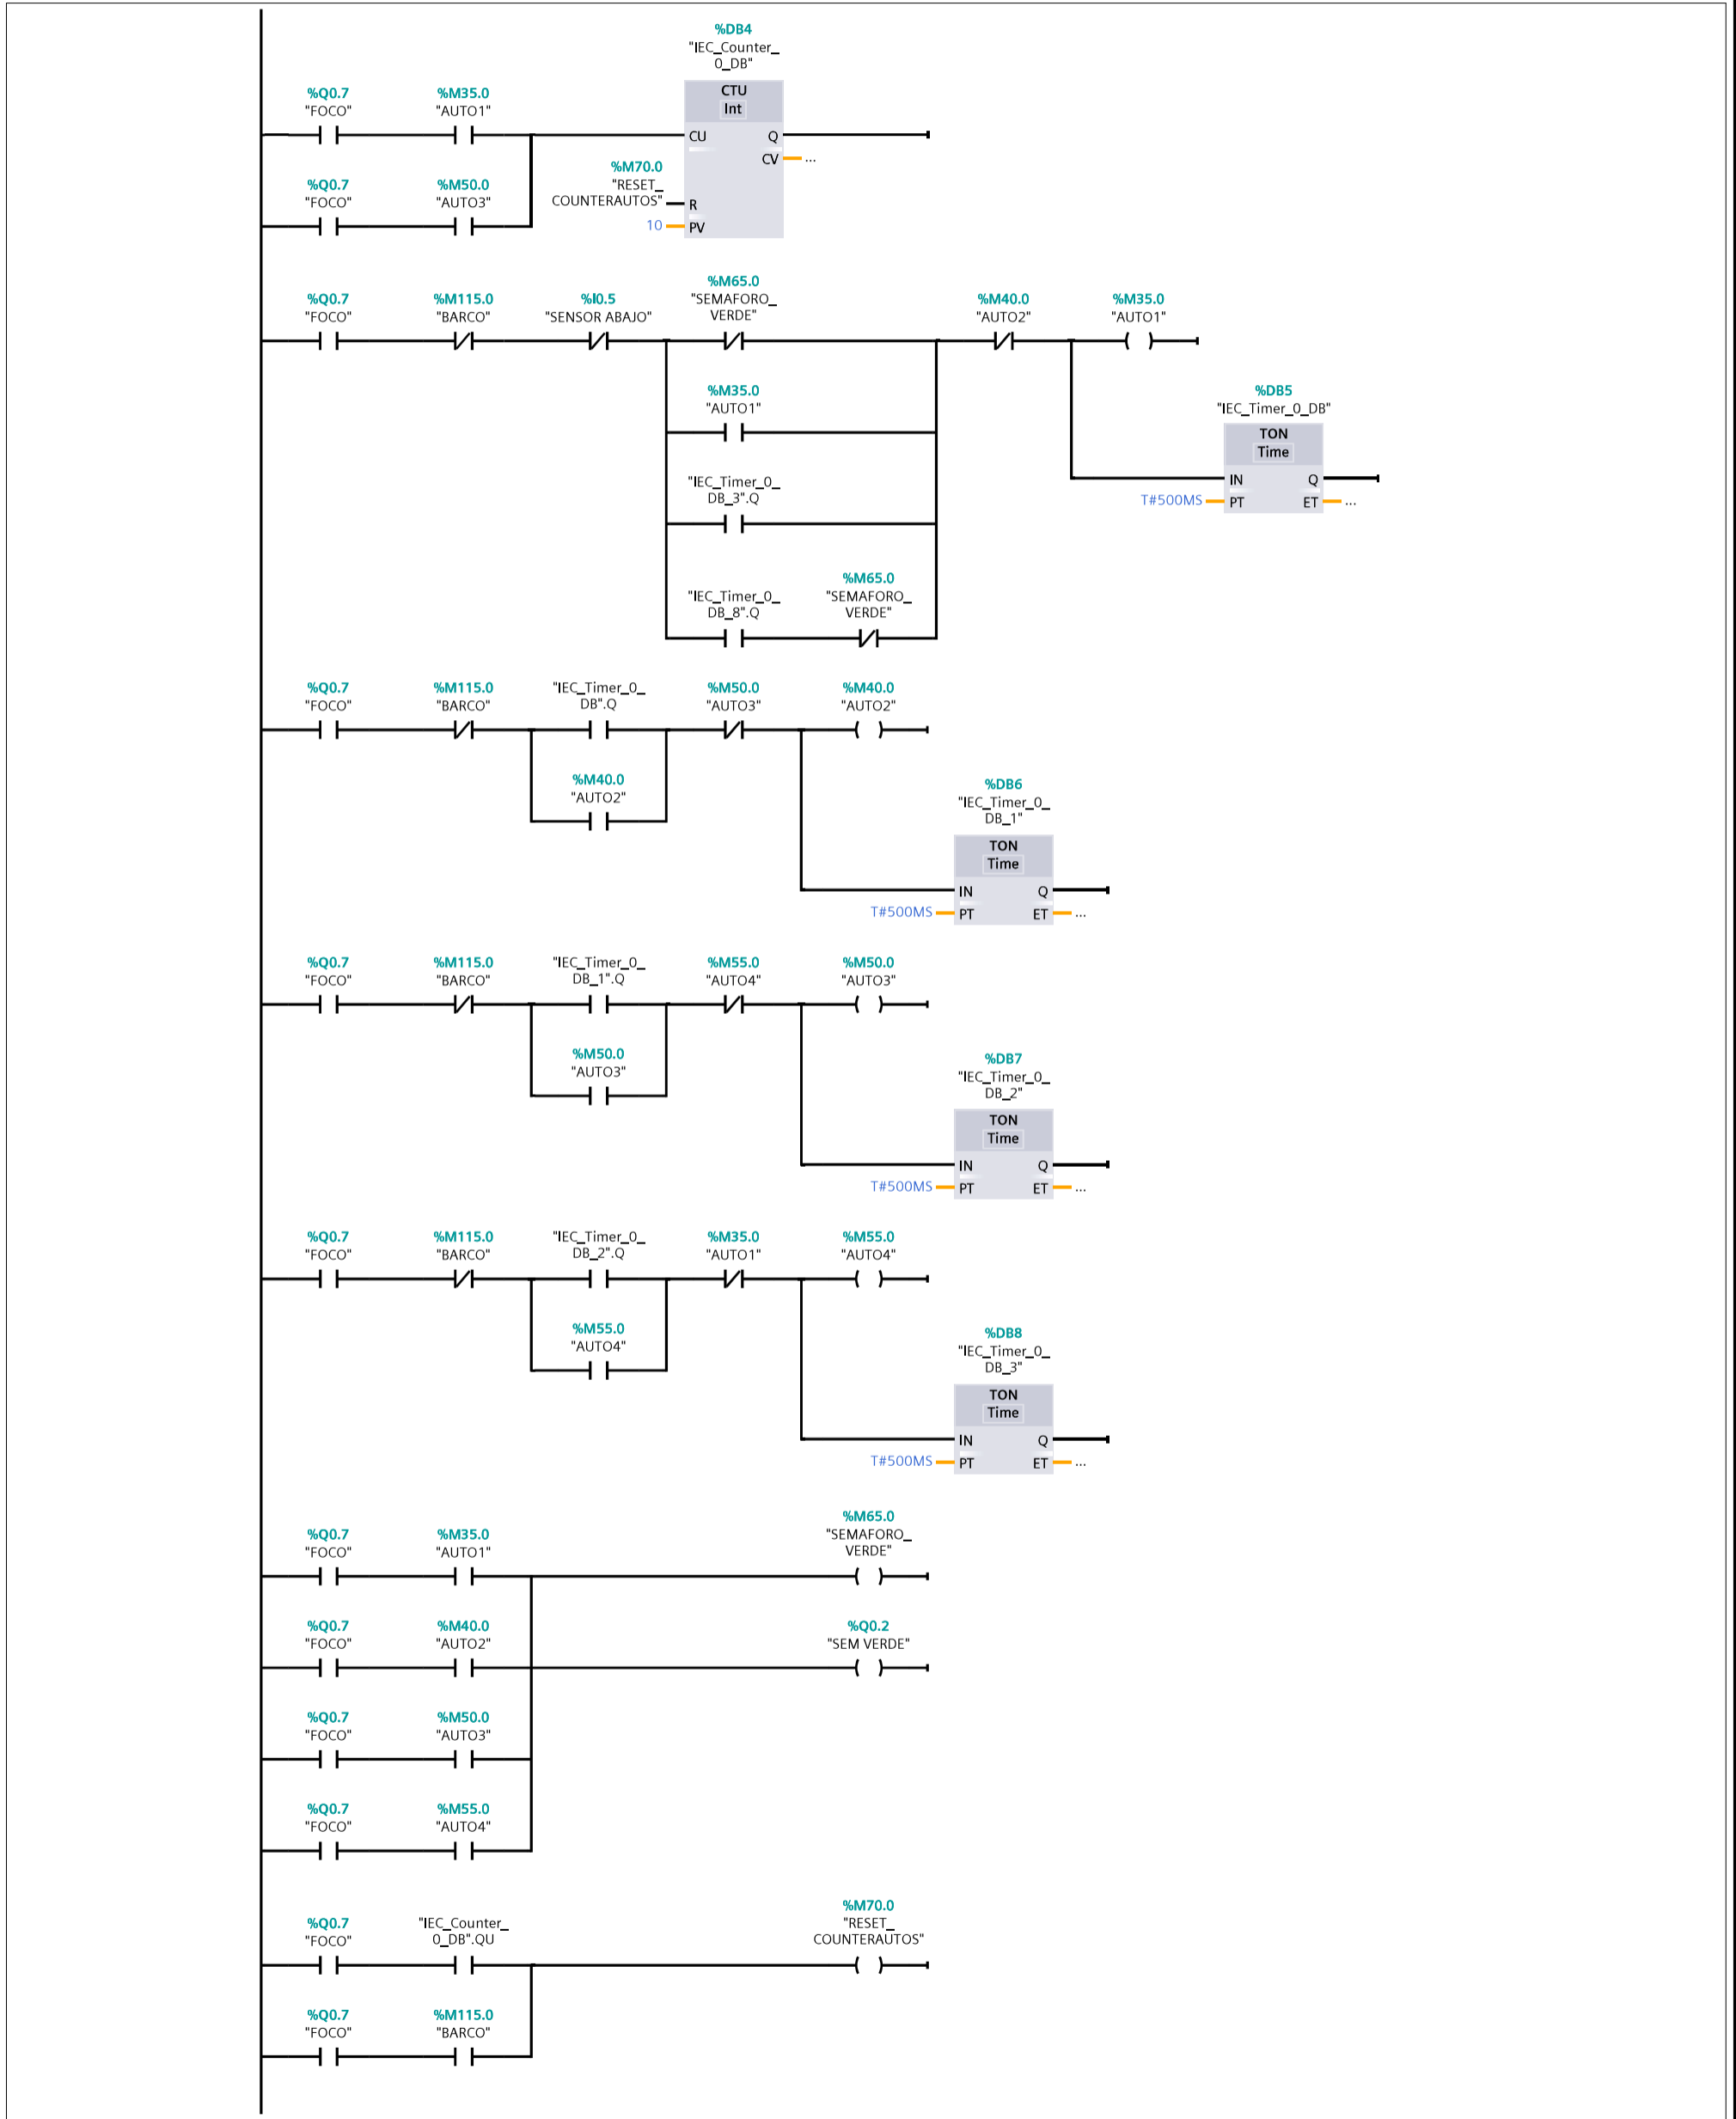 %DB4
"IEC_Counter_
0_DB"
CTU
Int
%Q0.7
"FOCO"
%M35.0
"AUTO1"
CU
Q
CV
...
%Q0.7
"FOCO"
%M50.0
"AUTO3"
%M70.0
"RESET_
COUNTERAUTOS"
R
10
PV
%Q0.7
"FOCO"
%M115.0
"BARCO"
%I0.5
"SENSOR ABAJO"
%M65.0
"SEMAFORO_
VERDE"
%M40.0
"AUTO2"
%M35.0
"AUTO1"
%M35.0
"AUTO1"
%DB5
"IEC_Timer_0_DB"
TON
Time
IN
Q
T#500MS
PT
ET
...
"IEC_Timer_0_
DB_3".Q
"IEC_Timer_0_
DB_8".Q
%M65.0
"SEMAFORO_
VERDE"
%Q0.7
"FOCO"
%M115.0
"BARCO"
"IEC_Timer_0_
DB".Q
%M50.0
"AUTO3"
%M40.0
"AUTO2"
%M40.0
"AUTO2"
%DB6
"IEC_Timer_0_
DB_1"
TON
Time
IN
Q
T#500MS
PT
ET
...
%Q0.7
"FOCO"
%M115.0
"BARCO"
"IEC_Timer_0_
DB_1".Q
%M55.0
"AUTO4"
%M50.0
"AUTO3"
%M50.0
"AUTO3"
%DB7
"IEC_Timer_0_
DB_2"
TON
Time
IN
Q
T#500MS
PT
ET
...
%Q0.7
"FOCO"
%M115.0
"BARCO"
"IEC_Timer_0_
DB_2".Q
%M35.0
"AUTO1"
%M55.0
"AUTO4"
%M55.0
"AUTO4"
%DB8
"IEC_Timer_0_
DB_3"
TON
Time
IN
Q
T#500MS
PT
ET
...
%Q0.7
"FOCO"
%M35.0
"AUTO1"
%M65.0
"SEMAFORO_
VERDE"
%Q0.7
"FOCO"
%M40.0
"AUTO2"
%Q0.2
"SEM VERDE"
%Q0.7
"FOCO"
%M50.0
"AUTO3"
%Q0.7
"FOCO"
%M55.0
"AUTO4"
%Q0.7
"FOCO"
"IEC_Counter_
0_DB".QU
%M70.0
"RESET_
COUNTERAUTOS"
%Q0.7
"FOCO"
%M115.0
"BARCO"